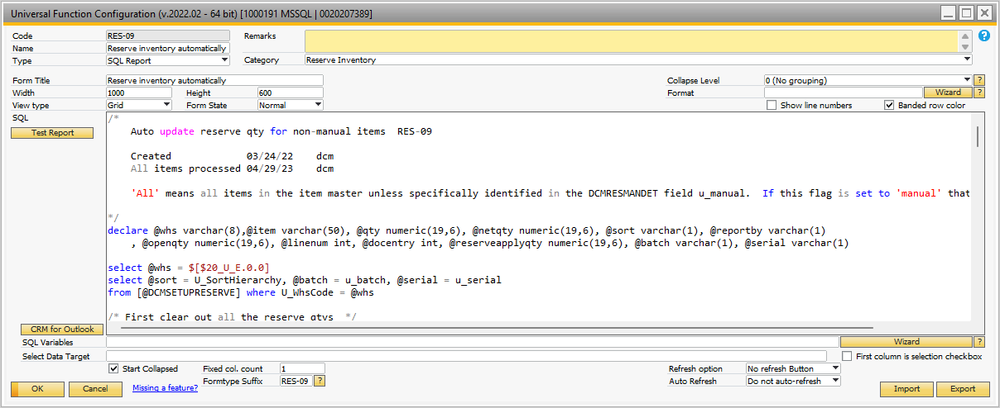 Universal Function Configuration (v.2022.02 - 64 bit) [1000191 MSSQL | 0020207389]
Code RES-09 Remarks
Name Reserve inventory automatically
Type SQL Report Category Reserve Inventory
Form Title Reserve inventory automatically Collapse Level 0 (No grouping) ?
Width 1000 Height 600 Format Wizard ?
View type Grid Form State Normal Show line numbers Banded row color
SQL
Test Report
/*
Auto update reserve qty for non-manual items RES-09
Created 03/24/22 dcm
All items processed 04/29/23 dcm
'All' means all items in the item master unless specifically identified in the DCMRESMANDET field u_manual. If this flag is set to 'manual' that
*/
declare @whs varchar(8),@item varchar(50), @qty numeric(19,6), @netqty numeric(19,6), @sort varchar(1), @reportby varchar(1)
, @openqty numeric(19,6), @linenum int, @docentry int, @reserveapplyqty numeric(19,6), @batch varchar(1), @serial varchar(1)
select @whs = $[$20_U_E.0.0]
select @sort = U_SortHierarchy, @batch = u_batch, @serial = u_serial
from [@DCMSETUPRESERVE] where U_WhsCode = @whs
/* First clear out all the reserve qtys */
CRM for Outlook
SQL Variables Wizard ?
Select Data Target First column is selection checkbox
Start Collapsed Fixed col. count 1 Refresh option No refresh Button
Formtype Suffix RES-09 ? Auto Refresh Do not auto-refresh
OK Cancel Missing a feature? Import Export